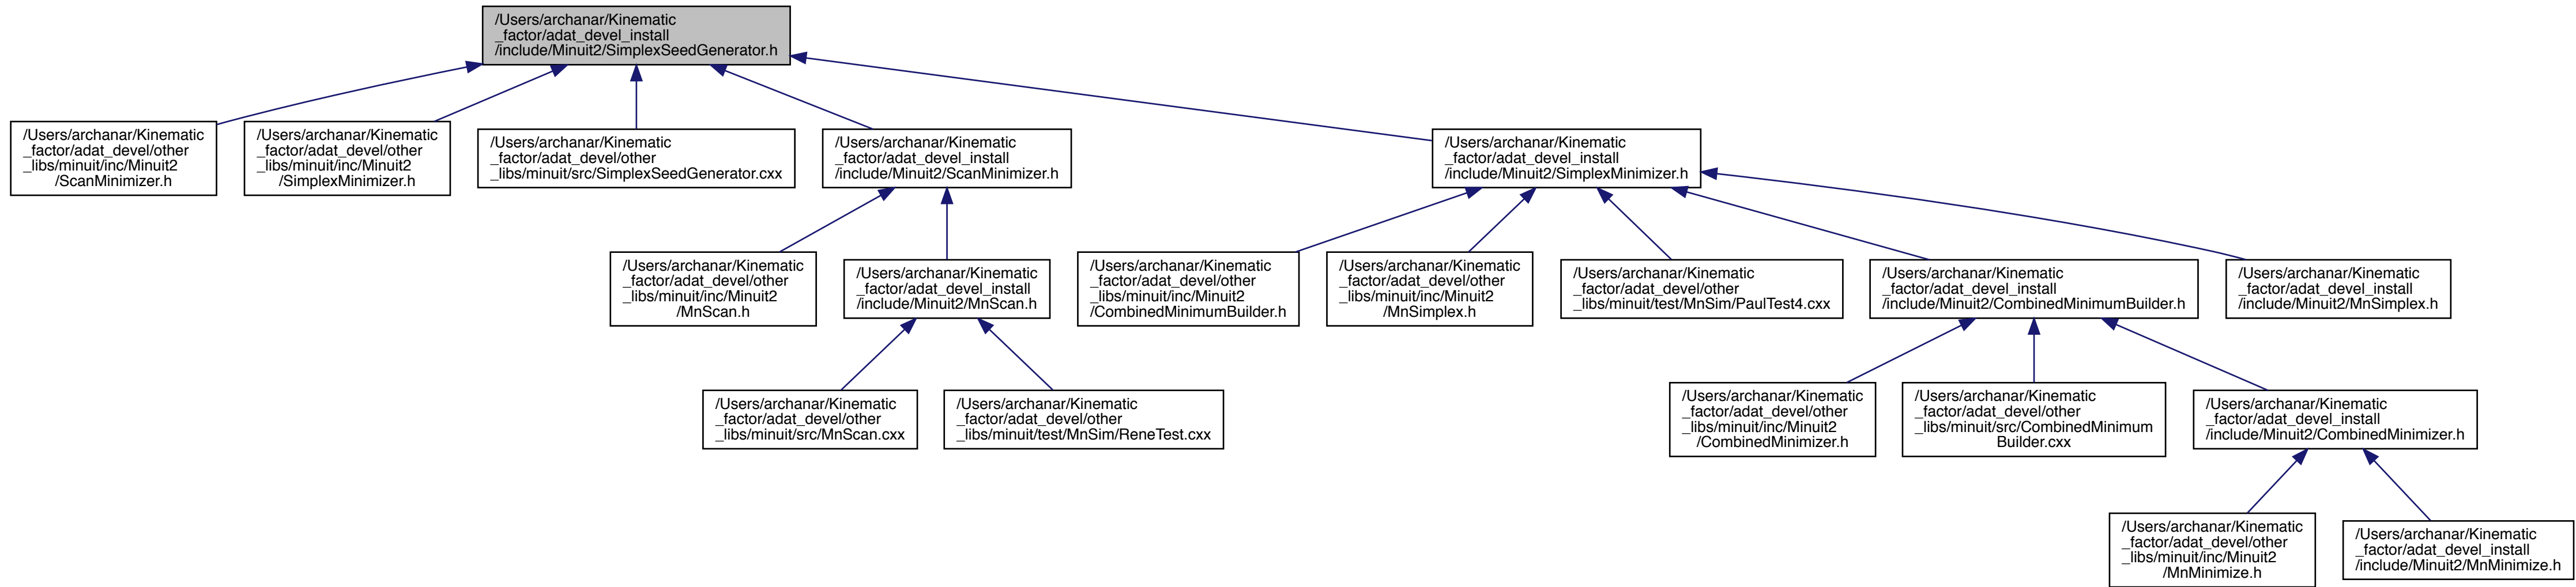 /Users/archanar/Kinematic
_factor/adat_devel_install
/include/Minuit2/SimplexSeedGenerator.h
/Users/archanar/Kinematic
_factor/adat_devel/other
_libs/minuit/inc/Minuit2
/ScanMinimizer.h
/Users/archanar/Kinematic
_factor/adat_devel/other
_libs/minuit/inc/Minuit2
/SimplexMinimizer.h
/Users/archanar/Kinematic
_factor/adat_devel/other
_libs/minuit/src/SimplexSeedGenerator.cxx
/Users/archanar/Kinematic
_factor/adat_devel_install
/include/Minuit2/ScanMinimizer.h
/Users/archanar/Kinematic
_factor/adat_devel_install
/include/Minuit2/SimplexMinimizer.h
/Users/archanar/Kinematic
_factor/adat_devel/other
_libs/minuit/inc/Minuit2
/MnScan.h
/Users/archanar/Kinematic
_factor/adat_devel_install
/include/Minuit2/MnScan.h
/Users/archanar/Kinematic
_factor/adat_devel/other
_libs/minuit/inc/Minuit2
/CombinedMinimumBuilder.h
/Users/archanar/Kinematic
_factor/adat_devel/other
_libs/minuit/inc/Minuit2
/MnSimplex.h
/Users/archanar/Kinematic
_factor/adat_devel/other
_libs/minuit/test/MnSim/PaulTest4.cxx
/Users/archanar/Kinematic
_factor/adat_devel_install
/include/Minuit2/CombinedMinimumBuilder.h
/Users/archanar/Kinematic
_factor/adat_devel_install
/include/Minuit2/MnSimplex.h
/Users/archanar/Kinematic
_factor/adat_devel/other
_libs/minuit/src/MnScan.cxx
/Users/archanar/Kinematic
_factor/adat_devel/other
_libs/minuit/test/MnSim/ReneTest.cxx
/Users/archanar/Kinematic
_factor/adat_devel/other
_libs/minuit/inc/Minuit2
/CombinedMinimizer.h
/Users/archanar/Kinematic
_factor/adat_devel/other
_libs/minuit/src/CombinedMinimum
Builder.cxx
/Users/archanar/Kinematic
_factor/adat_devel_install
/include/Minuit2/CombinedMinimizer.h
/Users/archanar/Kinematic
_factor/adat_devel/other
_libs/minuit/inc/Minuit2
/MnMinimize.h
/Users/archanar/Kinematic
_factor/adat_devel_install
/include/Minuit2/MnMinimize.h